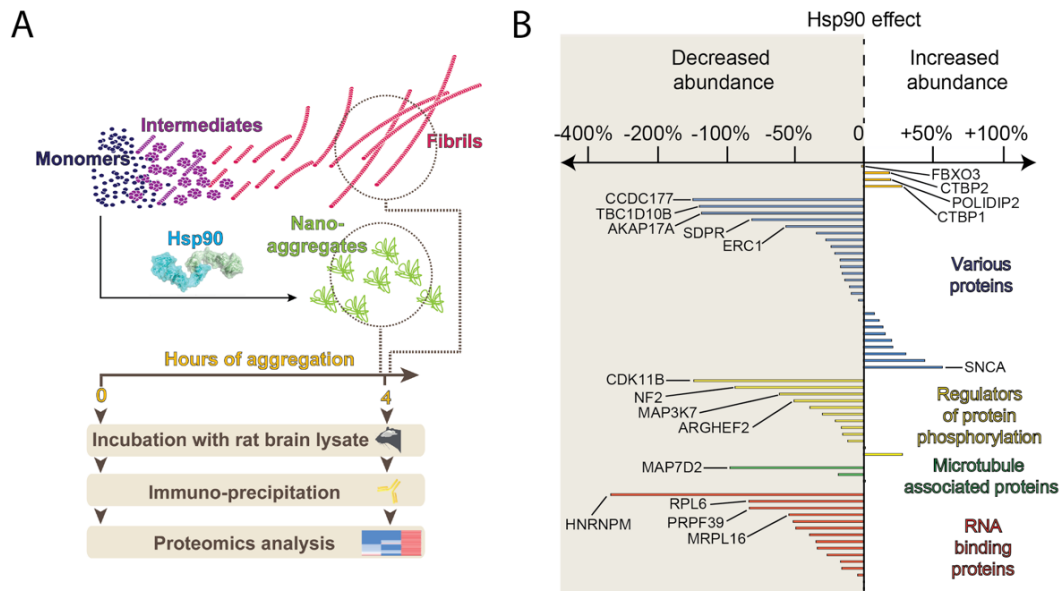 A
Intermediates
Monomers
Fibrils
Hsp90
Nano-
aggregates
Hours of aggregation
0
4
Incubation with rat brain lysate
Immuno-precipitation
Proteomics analysis
B
Hsp90 effect
Decreased
abundance
Increased
abundance
-400%
-200%
-100%
-50%
0
+50%
+100%
FBXO3
CTBP2
POLIDIP2
CTBP1
CCDC177
TBC1D10B
AKAP17A
SDPR
ERC1
Various
proteins
SNCA
CDK11B
NF2
MAP3K7
ARGHEF2
Regulators
of protein
phosphorylation
MAP7D2
Microtubule
associated proteins
HNRNPM
RPL6
PRPF39
MRPL16
RNA
binding
proteins